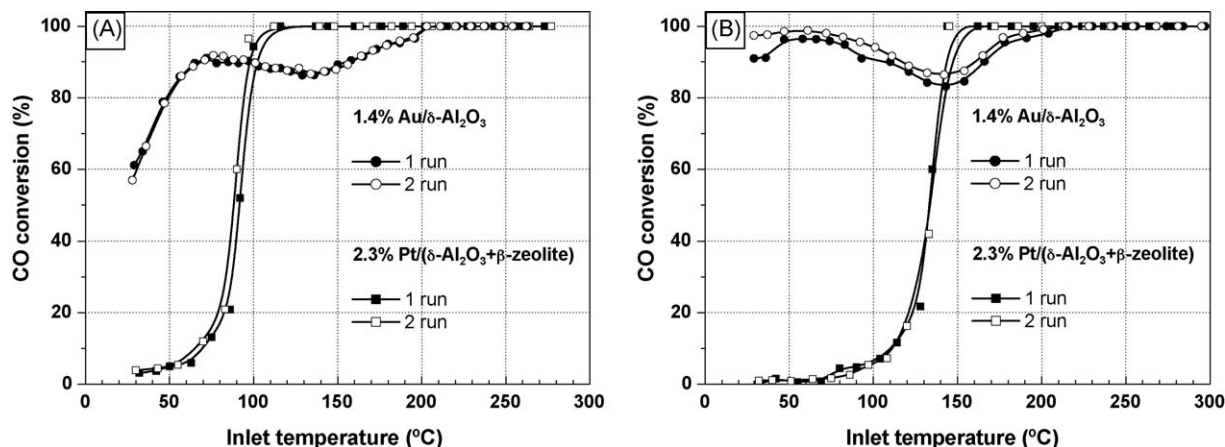 (A)
CO conversion (%)
100
80
60
40
20
0
1.4% Au/δ-Al₂O₃
1 run
2 run
2.3% Pt/(δ-Al₂O₃+β-zeolite)
1 run
2 run
0 50 100 150 200 250 300
Inlet temperature (ºC)
(B)
CO conversion (%)
100
80
60
40
20
0
1.4% Au/δ-Al₂O₃
1 run
2 run
2.3% Pt/(δ-Al₂O₃+β-zeolite)
1 run
2 run
0 50 100 150 200 250 300
Inlet temperature (ºC)